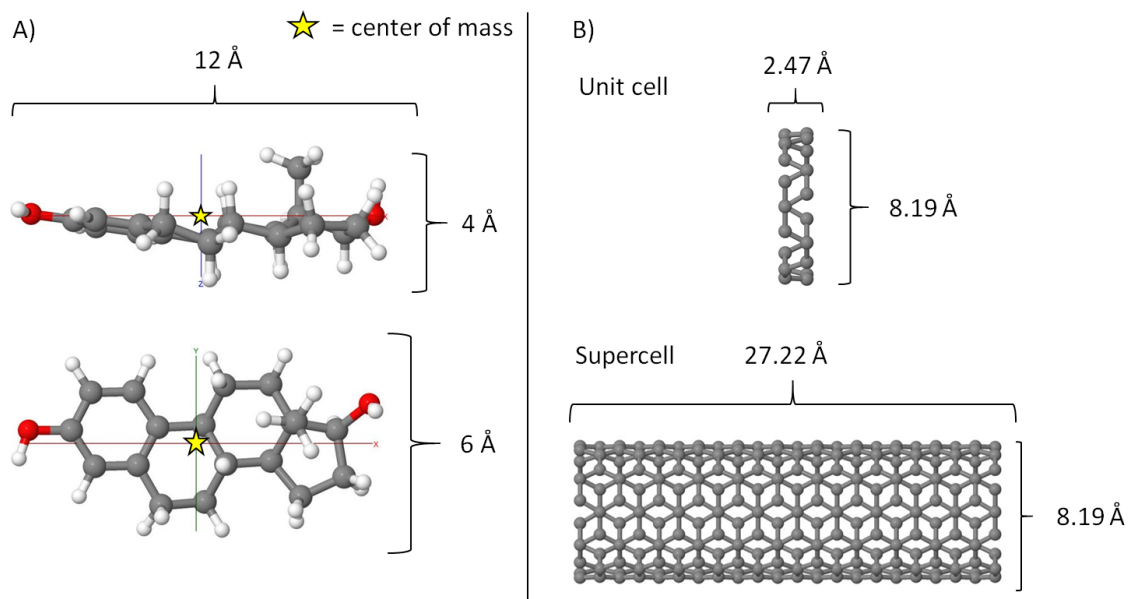 A)
= center of mass
12 Å
4 Å
X
Z
Y
X
6 Å
B)
Unit cell
2.47 Å
8.19 Å
Supercell
27.22 Å
8.19 Å